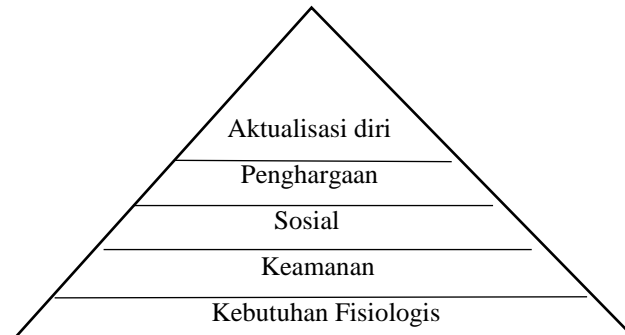 Aktualisasi diri
Penghargaan
Sosial
Keamanan
Kebutuhan Fisiologis